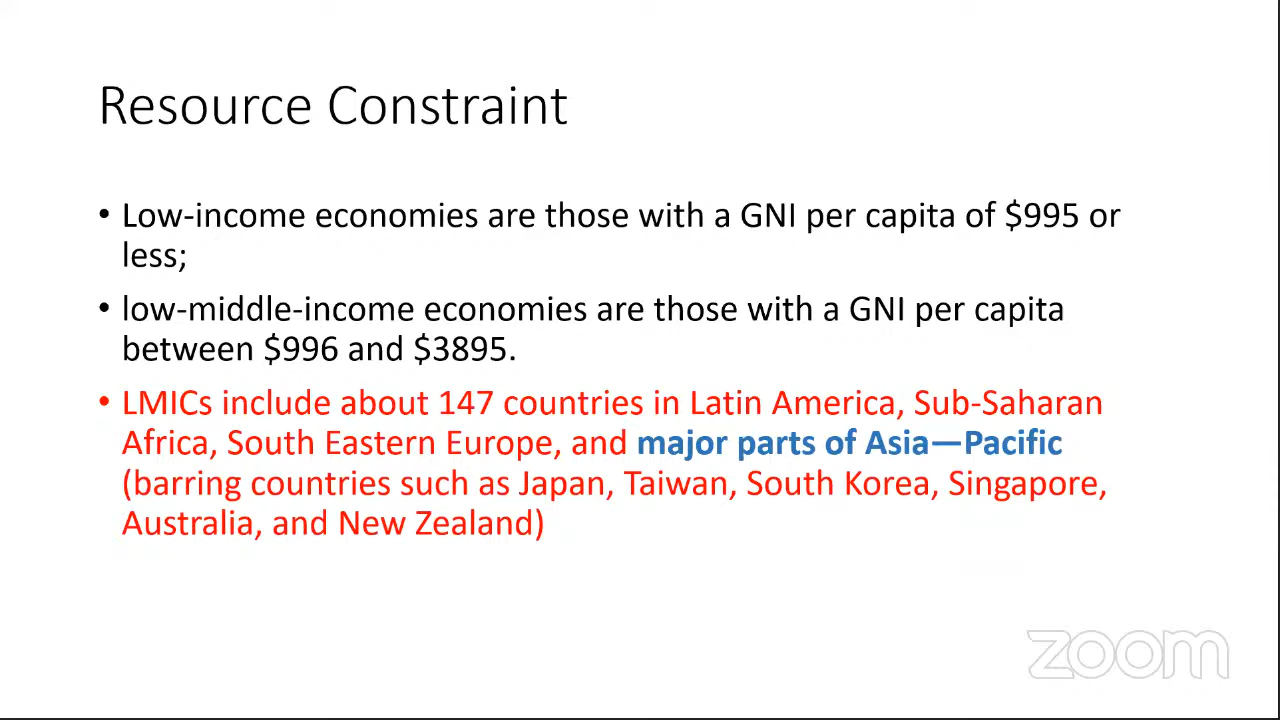 Resource Constraint
• Low-income economies are those with a GNI per capita of $995 or
less;
• low-middle-income economies are those with a GNI per capita
between $996 and $3895.
• LMICs include about 147 countries in Latin America, Sub-Saharan
Africa, South Eastern Europe, and major parts of Asia—Pacific
(barring countries such as Japan, Taiwan, South Korea, Singapore,
Australia, and New Zealand)
zoom